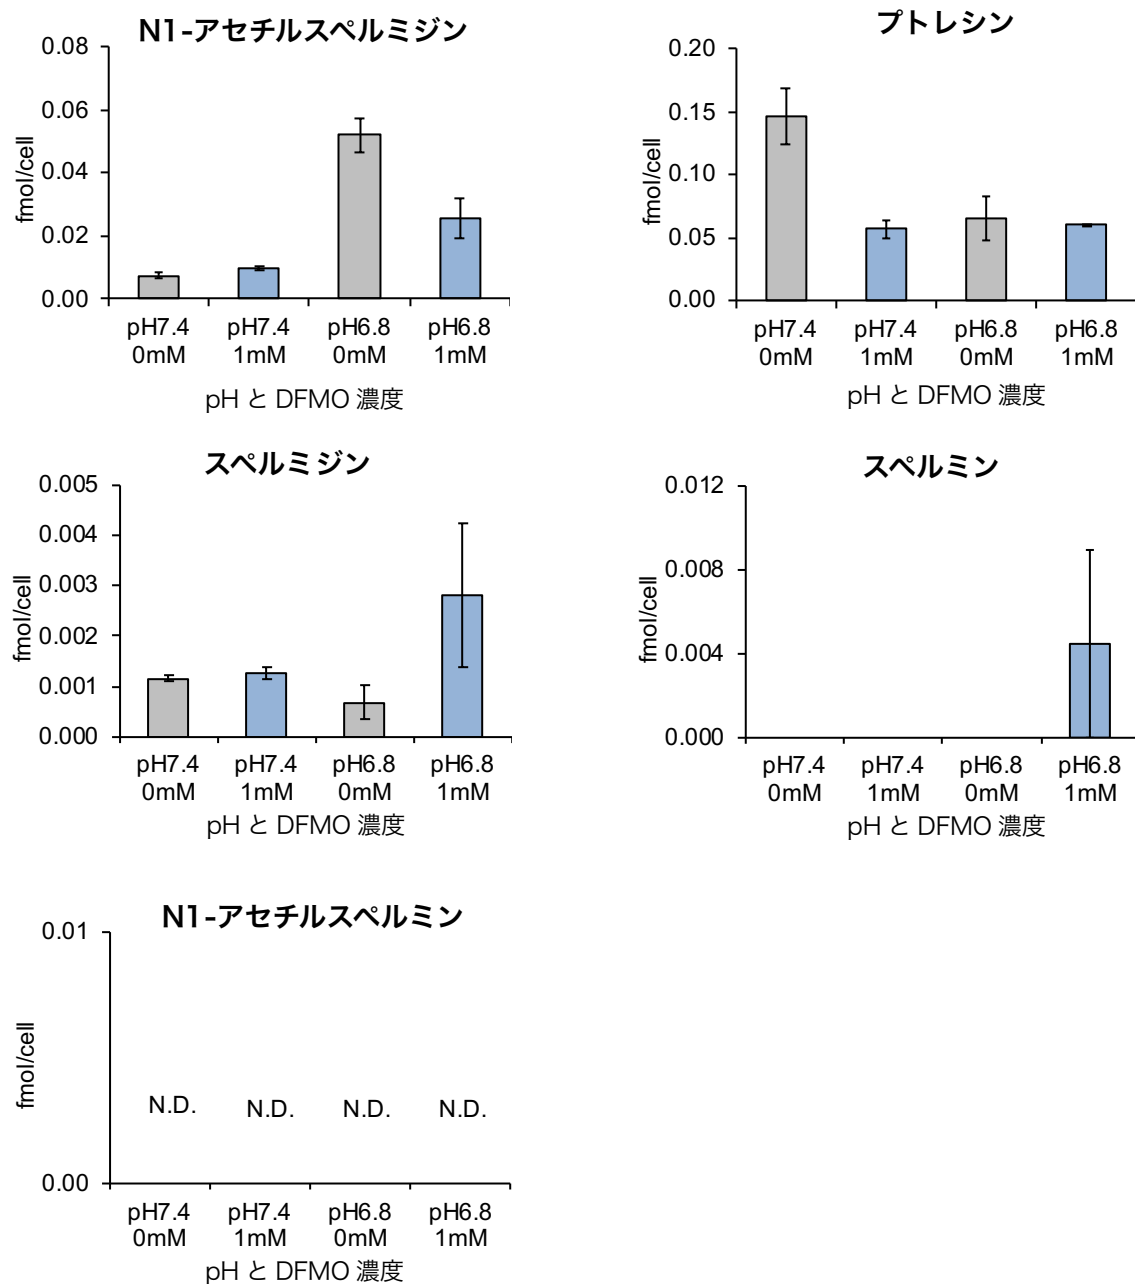 N1-アセチルスペルミジン
0.08
0.06
0.04
0.02
0.00
fmol/cell
pH7.4 pH7.4 pH6.8 pH6.8
0mM 1mM 0mM 1mM
pH と DFMO 濃度
プトレシン
0.20
0.15
0.10
0.05
0.00
fmol/cell
pH7.4 pH7.4 pH6.8 pH6.8
0mM 1mM 0mM 1mM
pH と DFMO 濃度
スペルミジン
0.005
0.004
0.003
0.002
0.001
0.000
fmol/cell
pH7.4 pH7.4 pH6.8 pH6.8
0mM 1mM 0mM 1mM
pH と DFMO 濃度
スペルミン
0.012
0.008
0.004
0.000
fmol/cell
pH7.4 pH7.4 pH6.8 pH6.8
0mM 1mM 0mM 1mM
pH と DFMO 濃度
N1-アセチルスペルミン
0.01
0.00
fmol/cell
N.D. N.D. N.D. N.D.
pH7.4 pH7.4 pH6.8 pH6.8
0mM 1mM 0mM 1mM
pH と DFMO 濃度